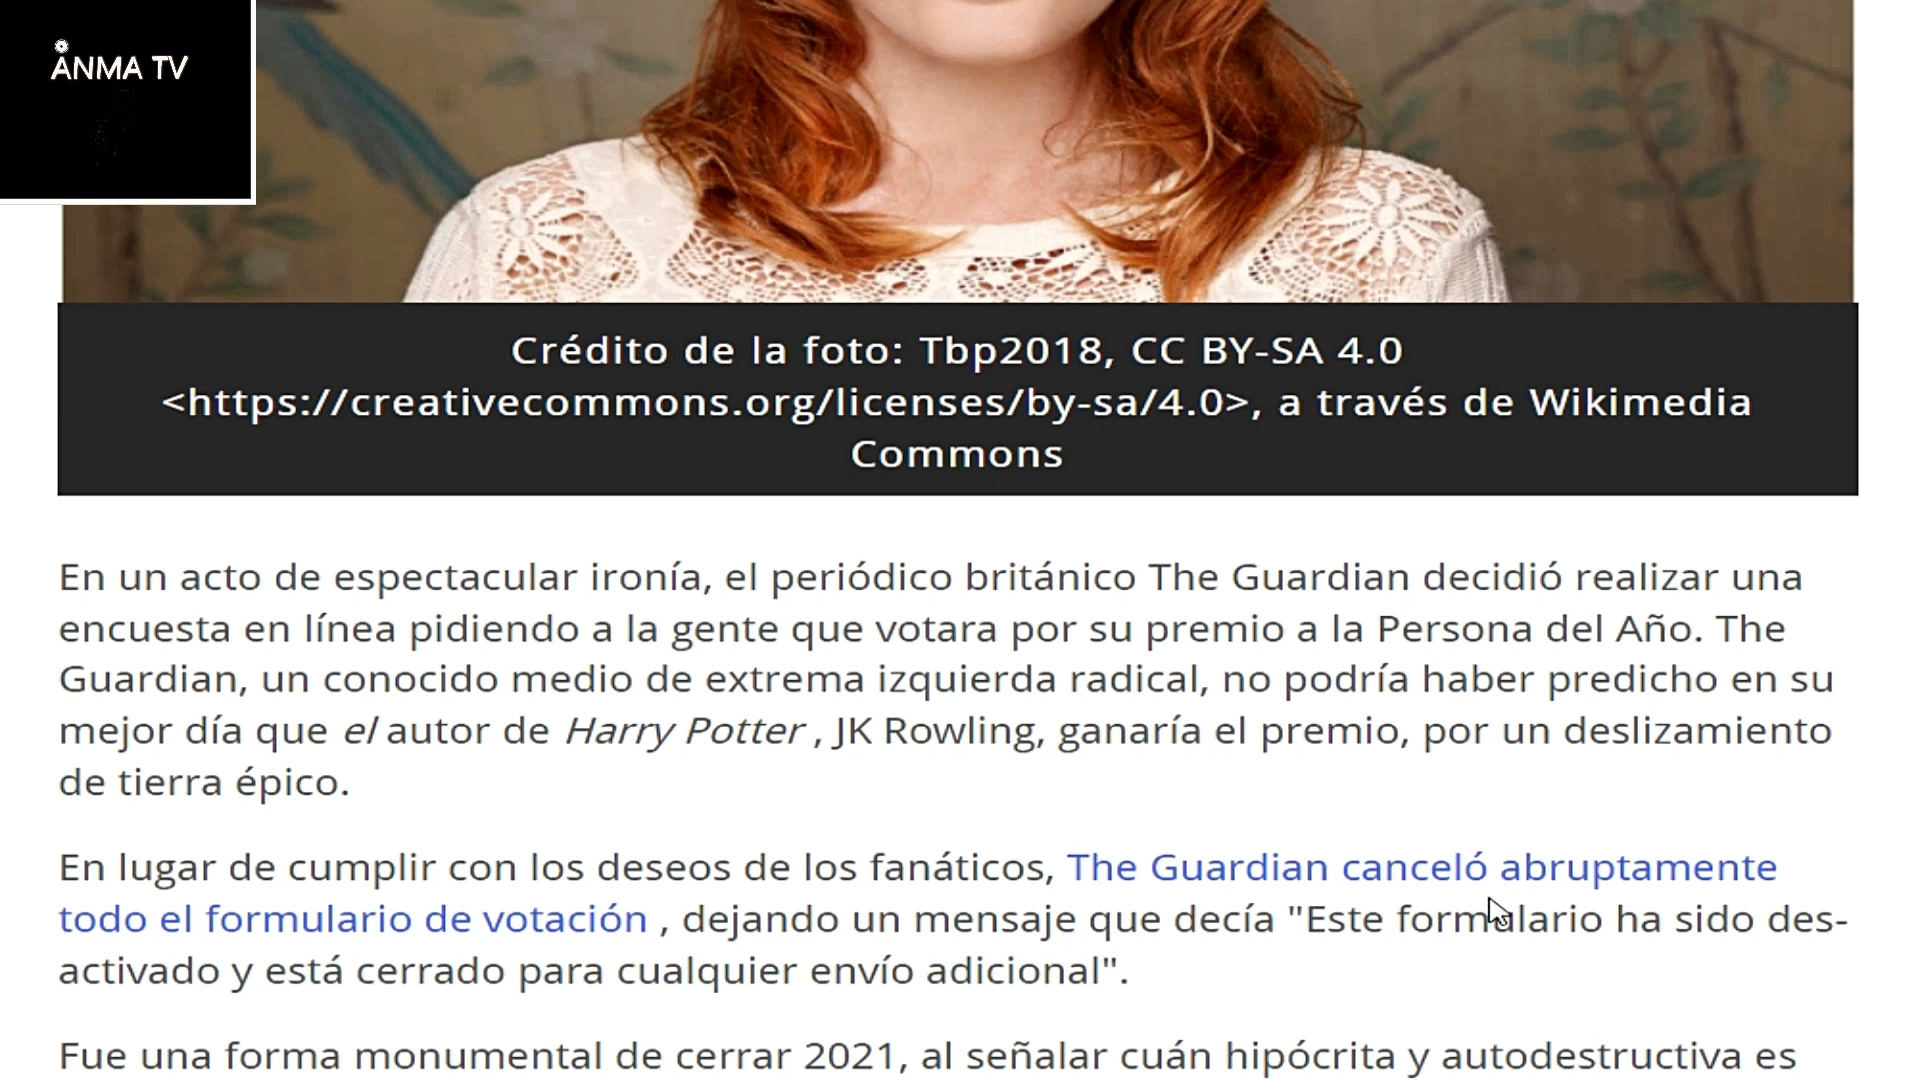 ANMA TV
Crédito de la foto: Tbp2018, CC BY-SA 4.0
<https://creativecommons.org/licenses/by-sa/4.0>, a través de Wikimedia
Commons
En un acto de espectacular ironía, el periódico británico The Guardian decidió realizar una
encuesta en línea pidiendo a la gente que votara por su premio a la Persona del Año. The
Guardian, un conocido medio de extrema izquierda radical, no podría haber predicho en su
mejor día que el autor de Harry Potter , JK Rowling, ganaría el premio, por un deslizamiento
de tierra épico.
En lugar de cumplir con los deseos de los fanáticos, The Guardian canceló abruptamente
todo el formulario de votación , dejando un mensaje que decía "Este formulario ha sido des-
activado y está cerrado para cualquier envío adicional".
Fue una forma monumental de cerrar 2021, al señalar cuán hipócrita y autodestructiva es